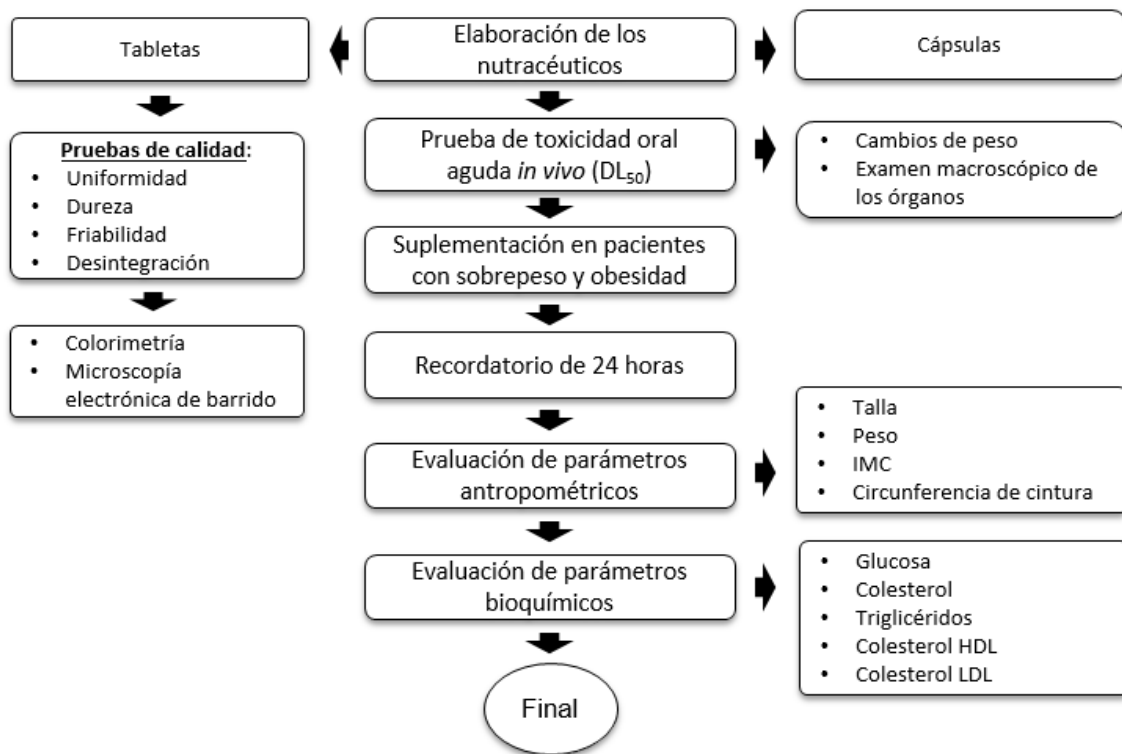 Tabletas
Elaboración de los
nutracéuticos
Cápsulas
Pruebas de calidad:
• Uniformidad
• Dureza
• Friabilidad
• Desintegración
Prueba de toxicidad oral
aguda in vivo (DL50)
• Cambios de peso
• Examen macroscópico de
los órganos
Suplementación en pacientes
con sobrepeso y obesidad
• Colorimetría
• Microscopía
electrónica de barrido
Recordatorio de 24 horas
Evaluación de parámetros
antropométricos
• Talla
• Peso
• IMC
• Circunferencia de cintura
Evaluación de parámetros
bioquímicos
• Glucosa
• Colesterol
• Triglicéridos
• Colesterol HDL
• Colesterol LDL
Final